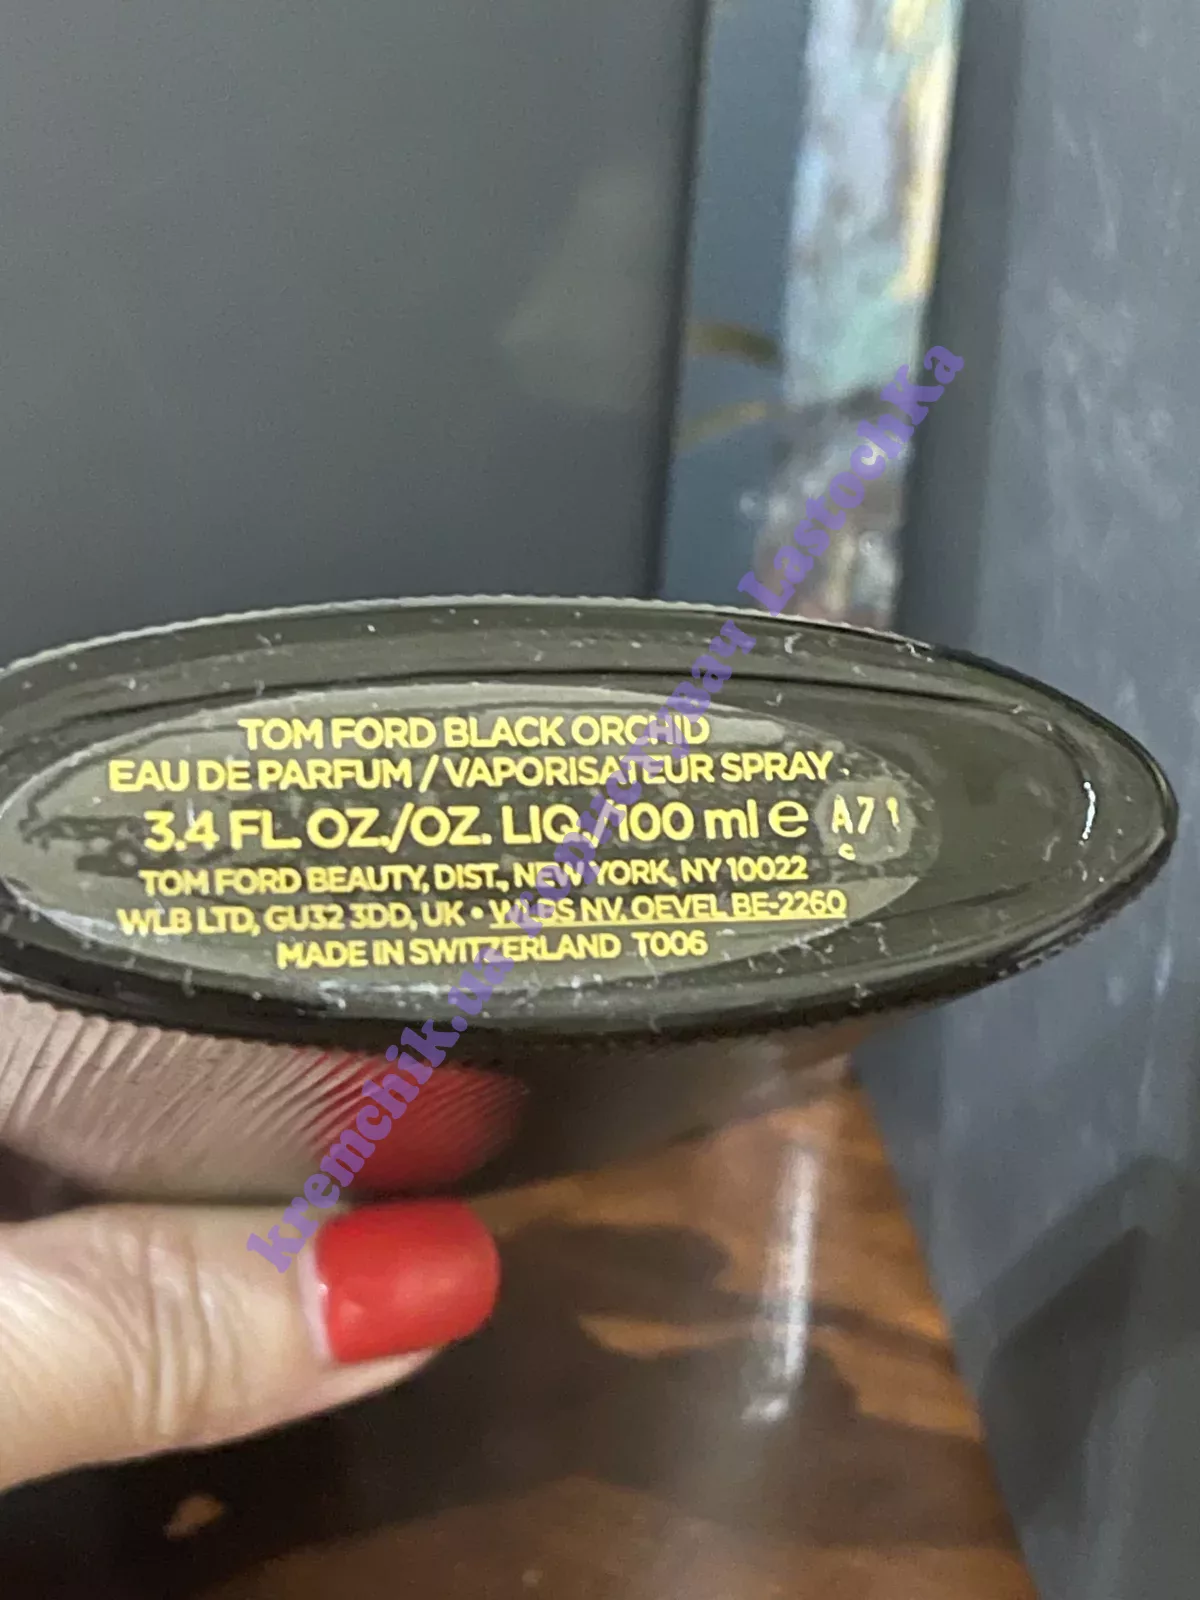 TOM FORD BLACK ORCHID
EAU DE PARFUM / VAPORISATEUR SPRAY
3.4 FL OZ./OZ. LIQ./100 ml e A71
TOM FORD BEAUTY, DIST., NEW YORK, NY 10022
WLB LTD, GU32 3DD, UK • NV, OEVEL BE-2260
MADE IN SWITZERLAND T006
kremchik.ua користувач LastochKa